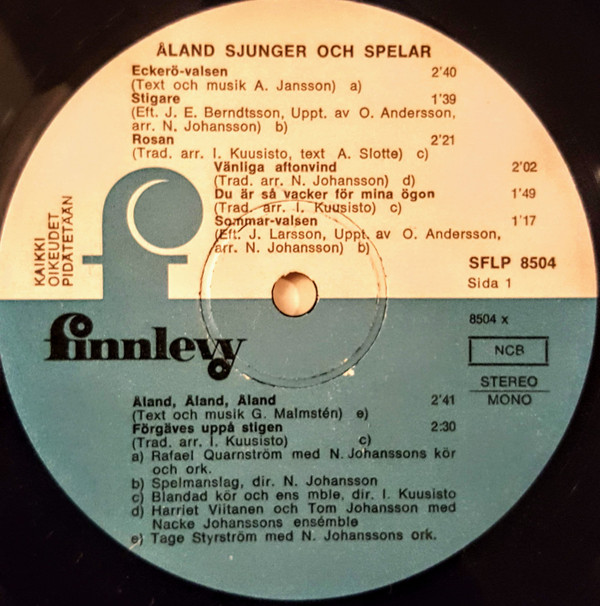 ÅLAND SJUNGER OCH SPELAR
Eckerö-valsen 2'40
(Text och musik A. Jansson) a)
Stigare 1'39
(Eft. J. E. Berndtsson, Uppt. av O. Andersson,
arr. N. Johansson) b)
Rosan 2'21
(Trad. arr. I. Kuusisto, text A. Slotte) c)
Vänliga aftonvind 2'02
(Trad. arr. N. Johansson) d)
Du är så vacker för mina ögon 1'49
(Trad. arr. I. Kuusisto) c)
Sommar-valsen 1'17
(Eft. J. Larsson, Uppt. av O. Andersson,
arr. N. Johansson) b)
KAIKKI
OIKEUDET
PIDÄTETÄÄN
f
SFLP 8504
Sida 1
finnlevy
8504 x
NCB
STEREO
MONO
Åland, Åland, Åland 2'41
(Text och musik G. Malmstén) e)
Förgäves uppå stigen 2:30
(Trad. arr. I. Kuusisto) c)
a) Rafael Quarnström med N. Johanssons kör
och ork.
b) Spelmanslag, dir. N. Johansson
c) Blandad kör och ens mble, dir. I. Kuusisto
d) Harriet Viitanen och Tom Johansson med
Nacke Johanssons ensémble
e) Tage Styrström med N. Johanssons ork.